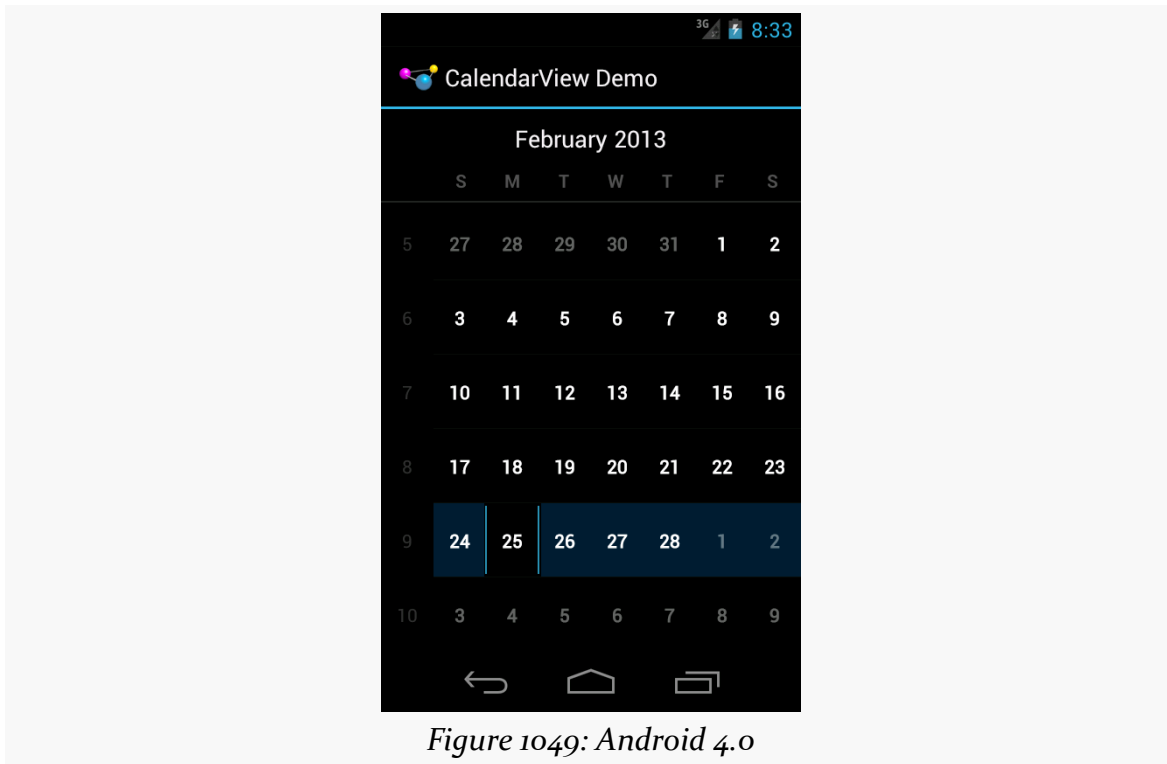 3G 8:33
CalendarView Demo
February 2013
S M T W T F S
5 27 28 29 30 31 1 2
6 3 4 5 6 7 8 9
7 10 11 12 13 14 15 16
8 17 18 19 20 21 22 23
9 24 25 26 27 28 1 2
10 3 4 5 6 7 8 9
Figure 1049: Android 4.0